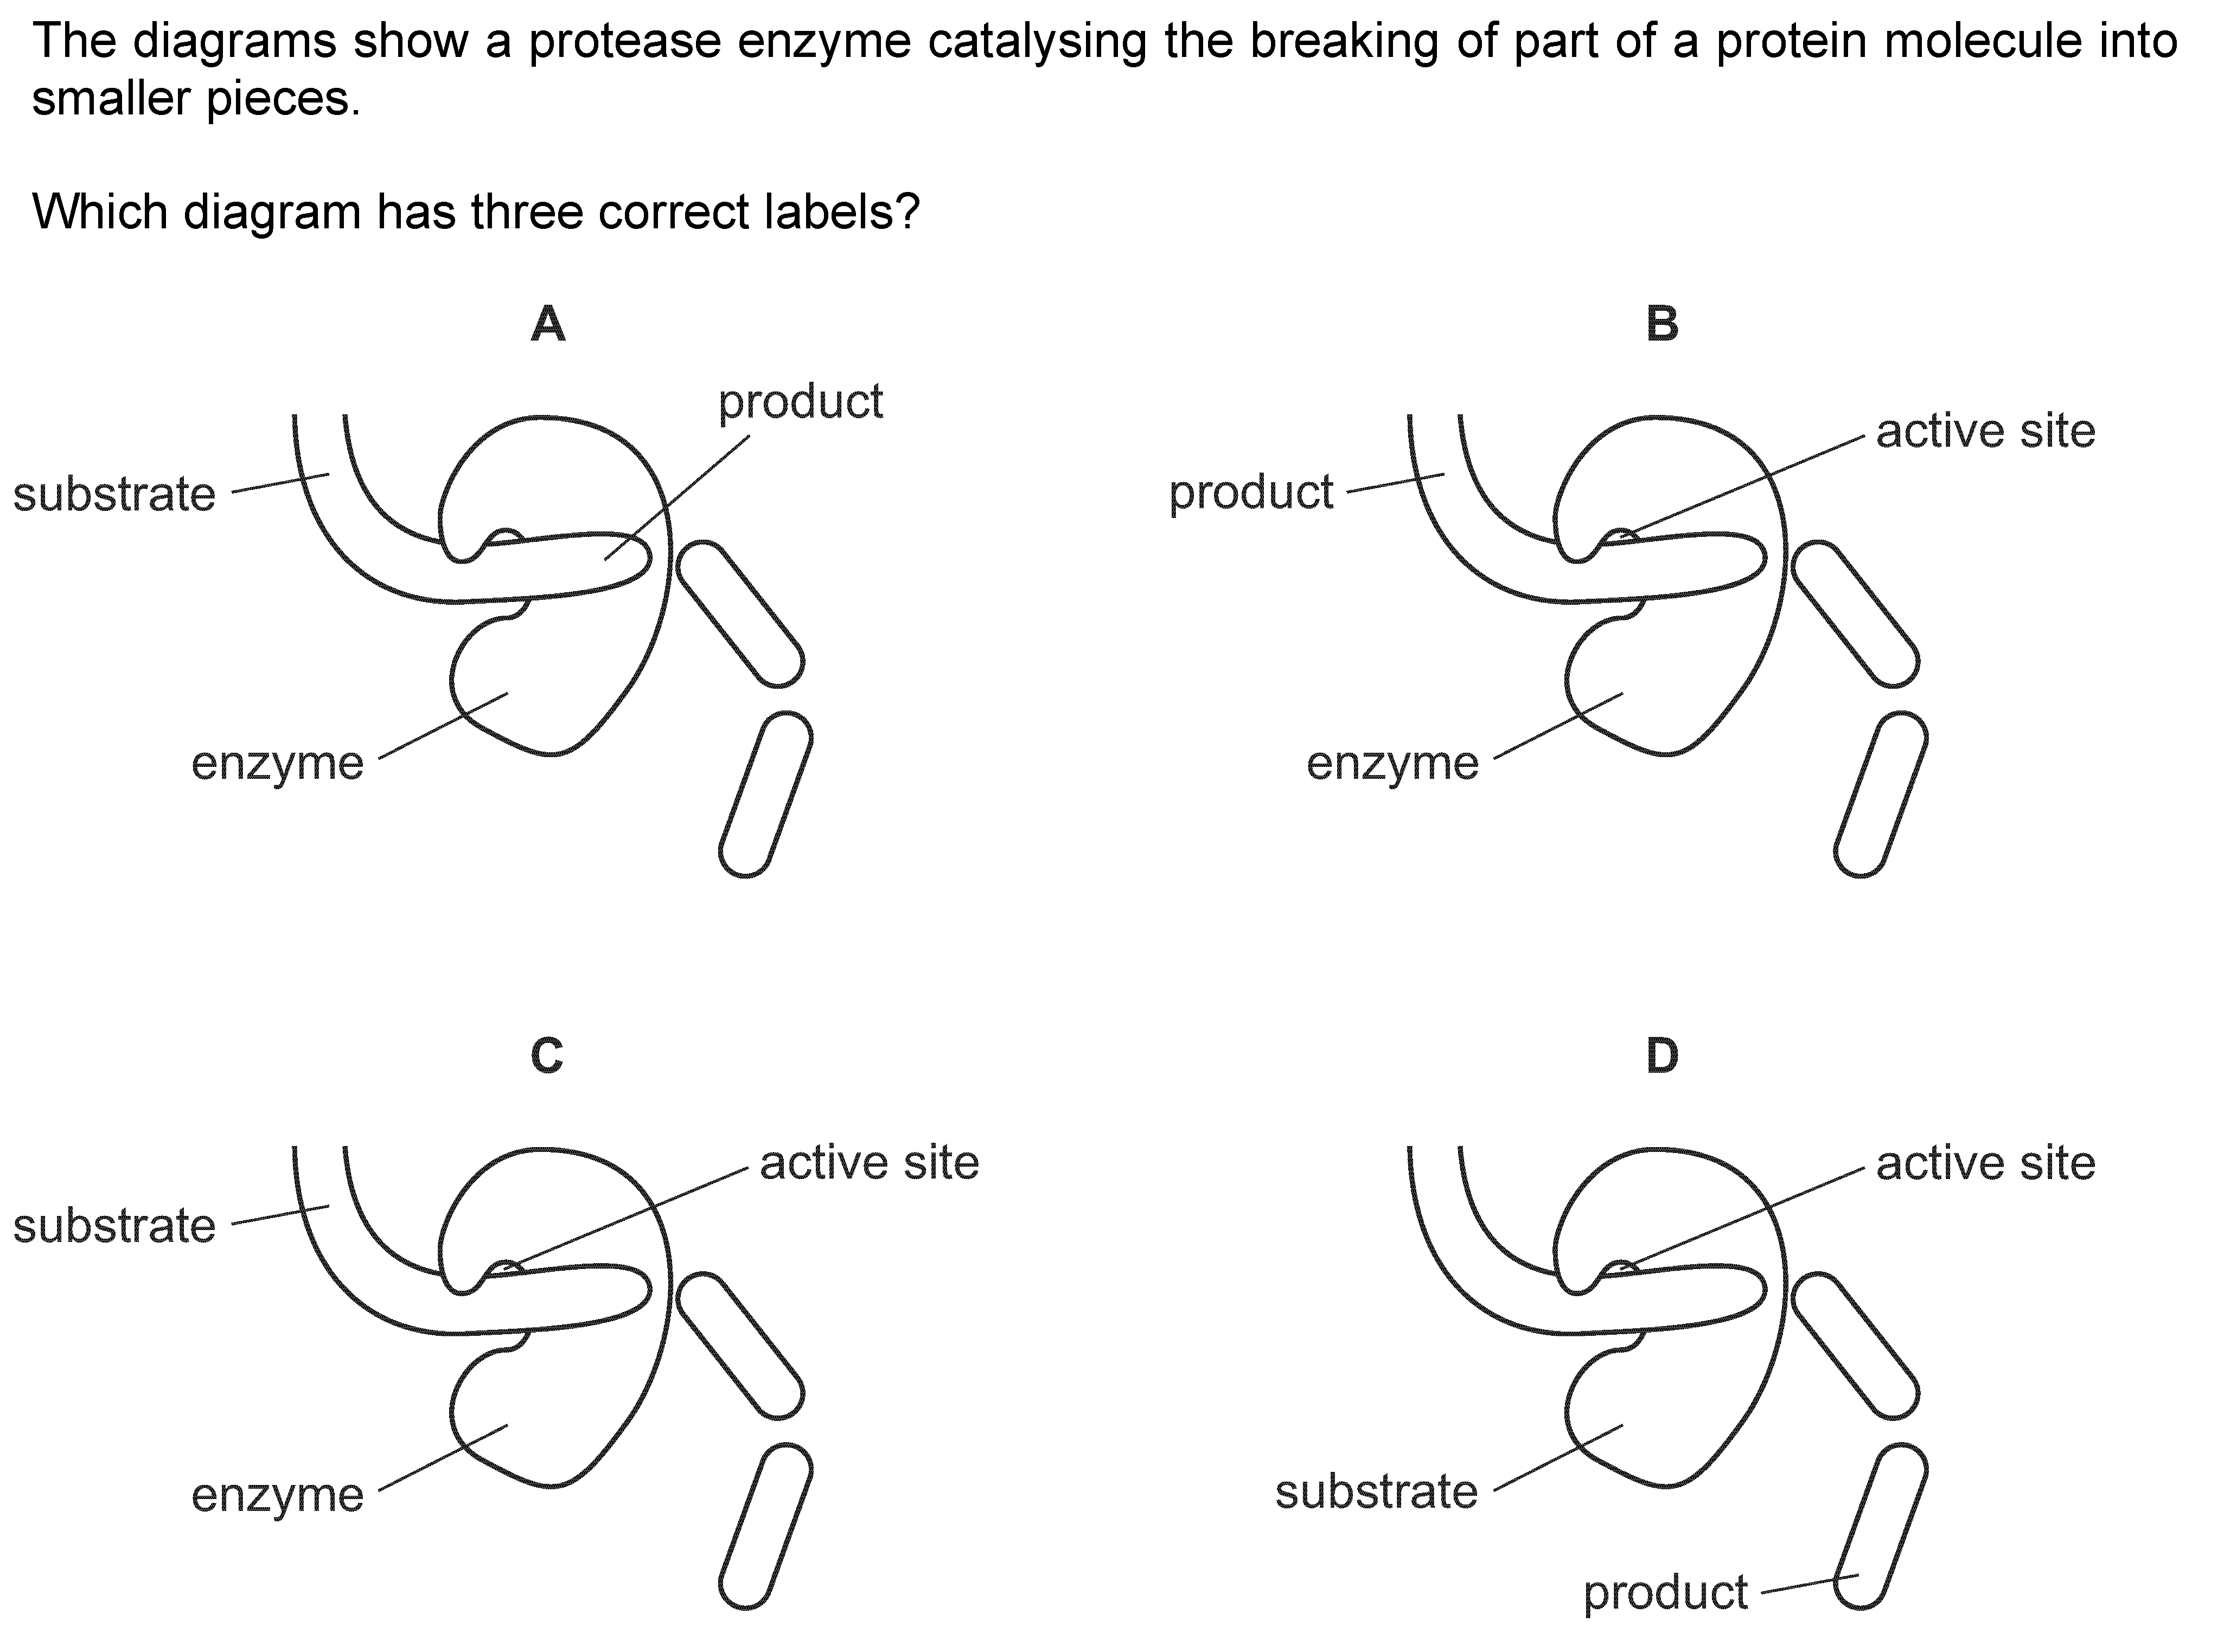 The diagrams show a protease enzyme catalysing the breaking of part of a protein molecule into
smaller pieces.
Which diagram has three correct labels?
A
product
substrate
enzyme
B
active site
product
enzyme
C
active site
substrate
enzyme
D
active site
substrate
product